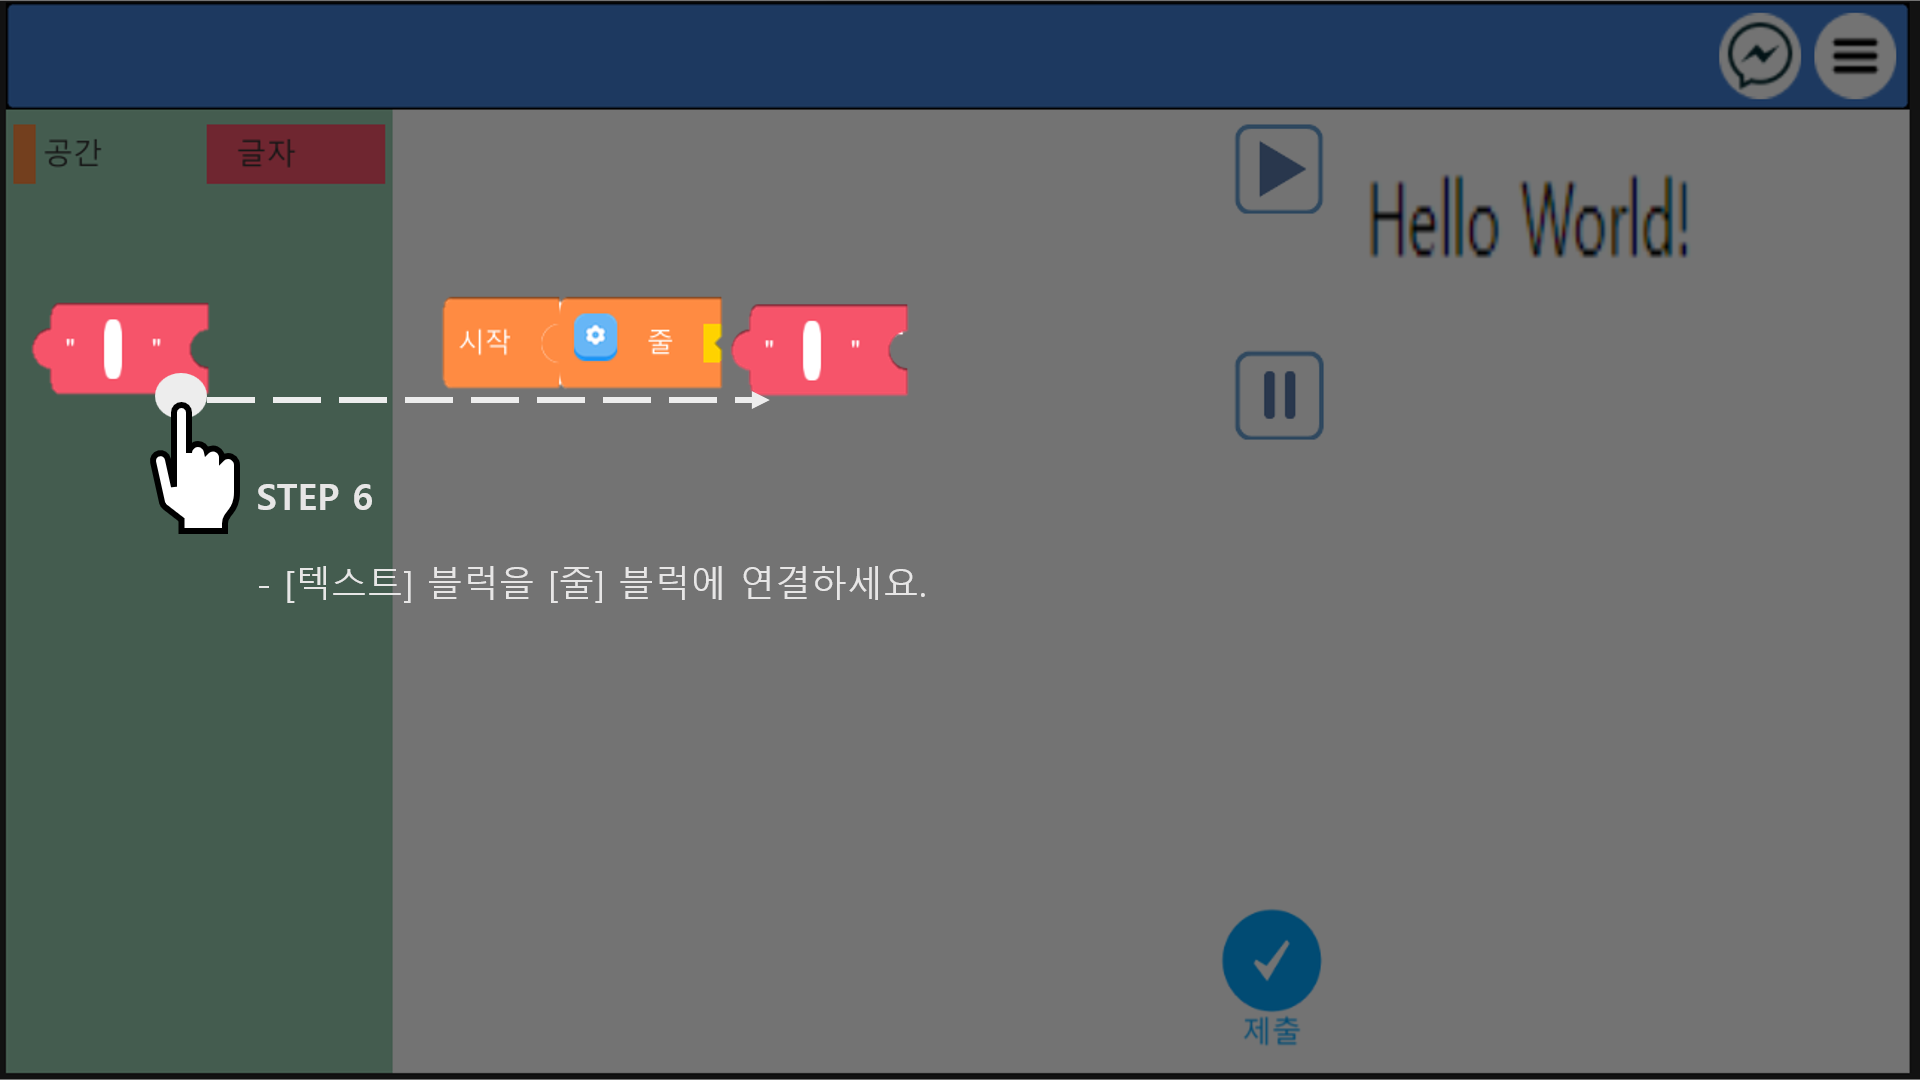 공간
글자
Hello World!
" "
시작
줄
" "
STEP 6
- [텍스트] 블럭을 [줄] 블럭에 연결하세요.
제출